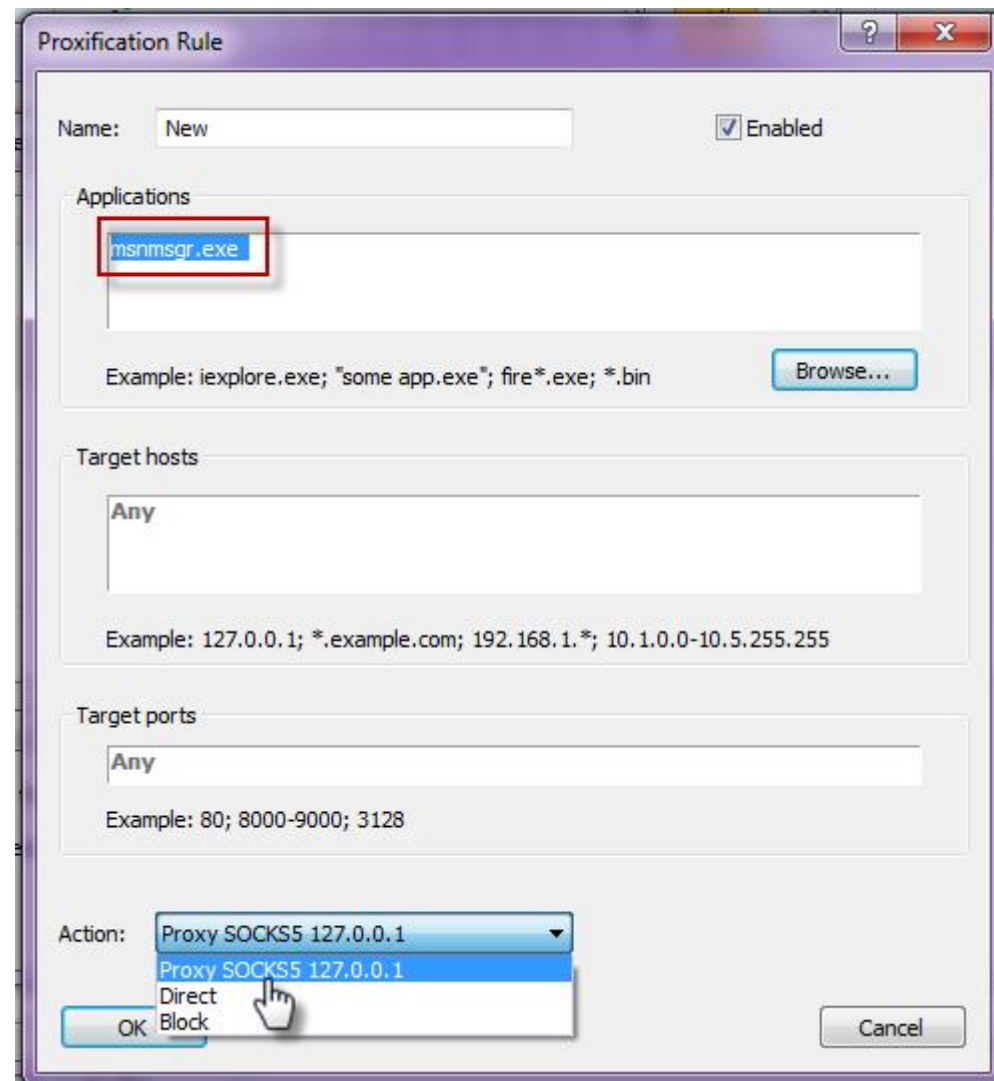 Proxification Rule
Name: New Enabled
Applications
msnmsgr.exe
Example: iexplore.exe; "some app.exe"; fire*.exe; *.bin Browse...
Target hosts
Any
Example: 127.0.0.1; *.example.com; 192.168.1.*; 10.1.0.0-10.5.255.255
Target ports
Any
Example: 80; 8000-9000; 3128
Action: Proxy SOCKS5 127.0.0.1
Proxy SOCKS5 127.0.0.1
Direct
Block
OK Cancel